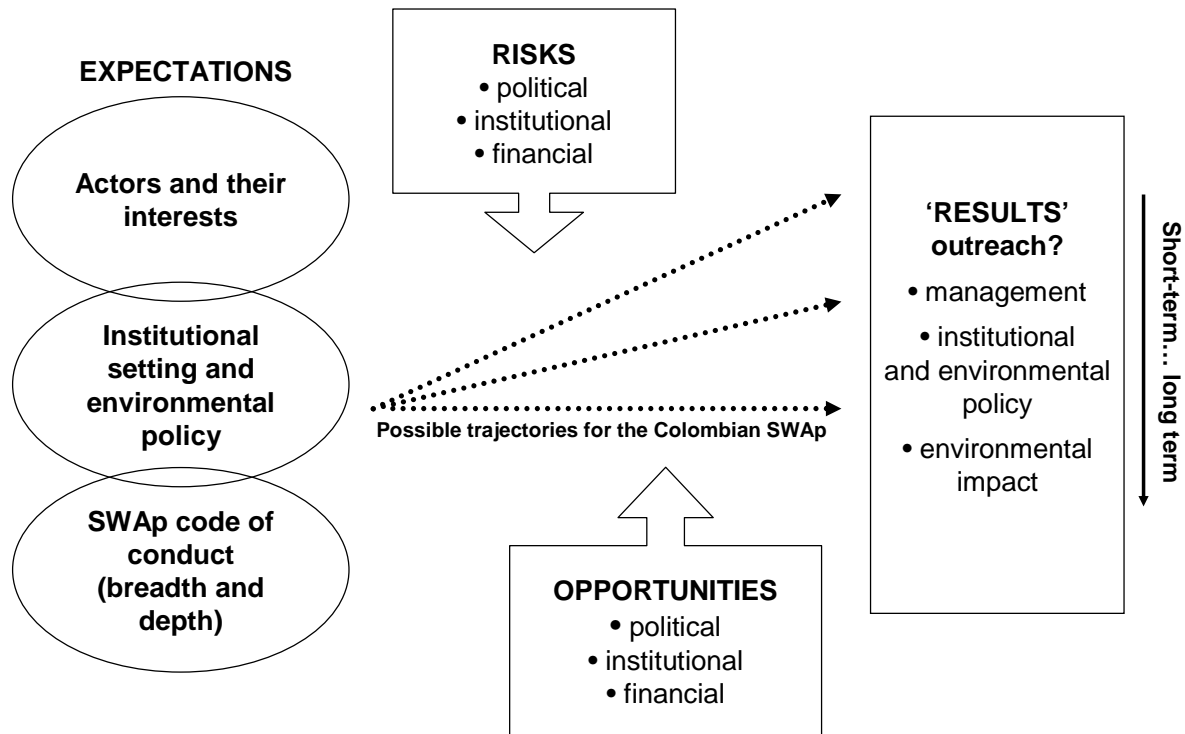 EXPECTATIONS
Actors and their
interests
Institutional
setting and
environmental
policy
SWAp code of
conduct
(breadth and
depth)
RISKS
• political
• institutional
• financial
Possible trajectories for the Colombian SWAp
OPPORTUNITIES
• political
• institutional
• financial
‘RESULTS’
outreach?
• management
• institutional
and environmental
policy
• environmental
impact
Short-term... long term